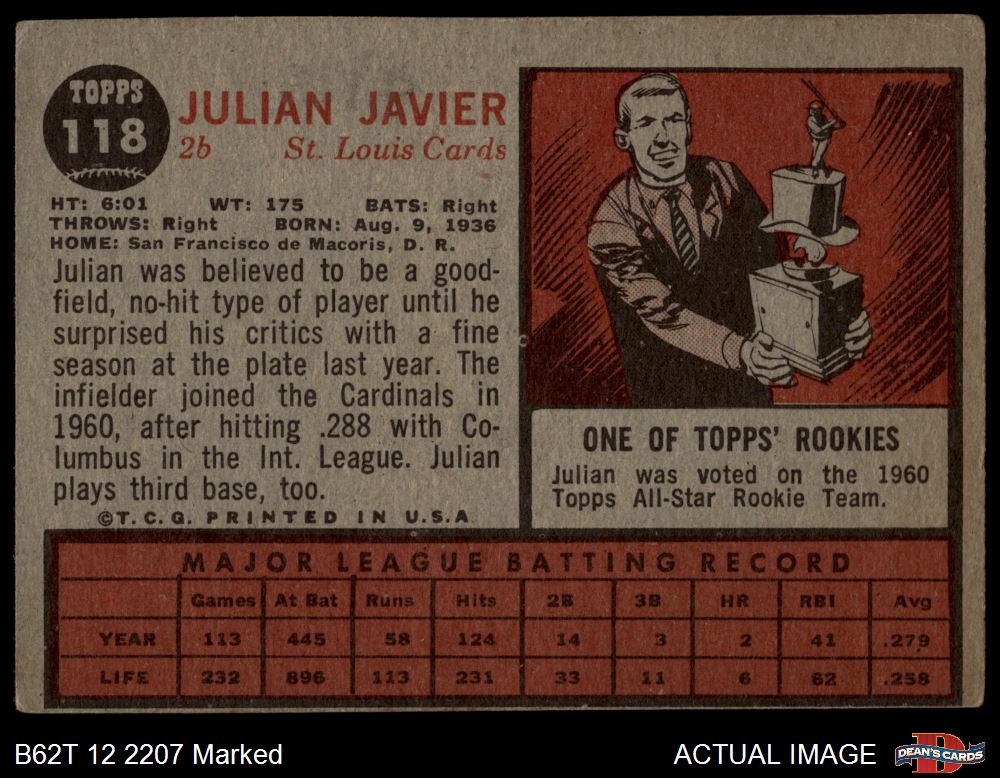 TOPPS
118
JULIAN JAVIER
2b St. Louis Cards
HT: 6:01 WT: 175 BATS: Right
THROWS: Right BORN: Aug. 9, 1936
HOME: San Francisco de Macoris, D. R.
Julian was believed to be a good-
field, no-hit type of player until he
surprised his critics with a fine
season at the plate last year. The
infielder joined the Cardinals in
1960, after hitting .288 with Co-
lumbus in the Int. League. Julian
plays third base, too.
©T.C.G. PRINTED IN U.S.A
ONE OF TOPPS' ROOKIES
Julian was voted on the 1960
Topps All-Star Rookie Team.
MAJOR LEAGUE BATTING RECORD
Games At Bat Runs Hits 2B 3B HR RBI Avg
YEAR 113 445 58 124 14 3 2 41 .279
LIFE 232 896 113 231 33 11 6 62 .258
B62T 12 2207 Marked
ACTUAL IMAGE
DEAN'S CARDS